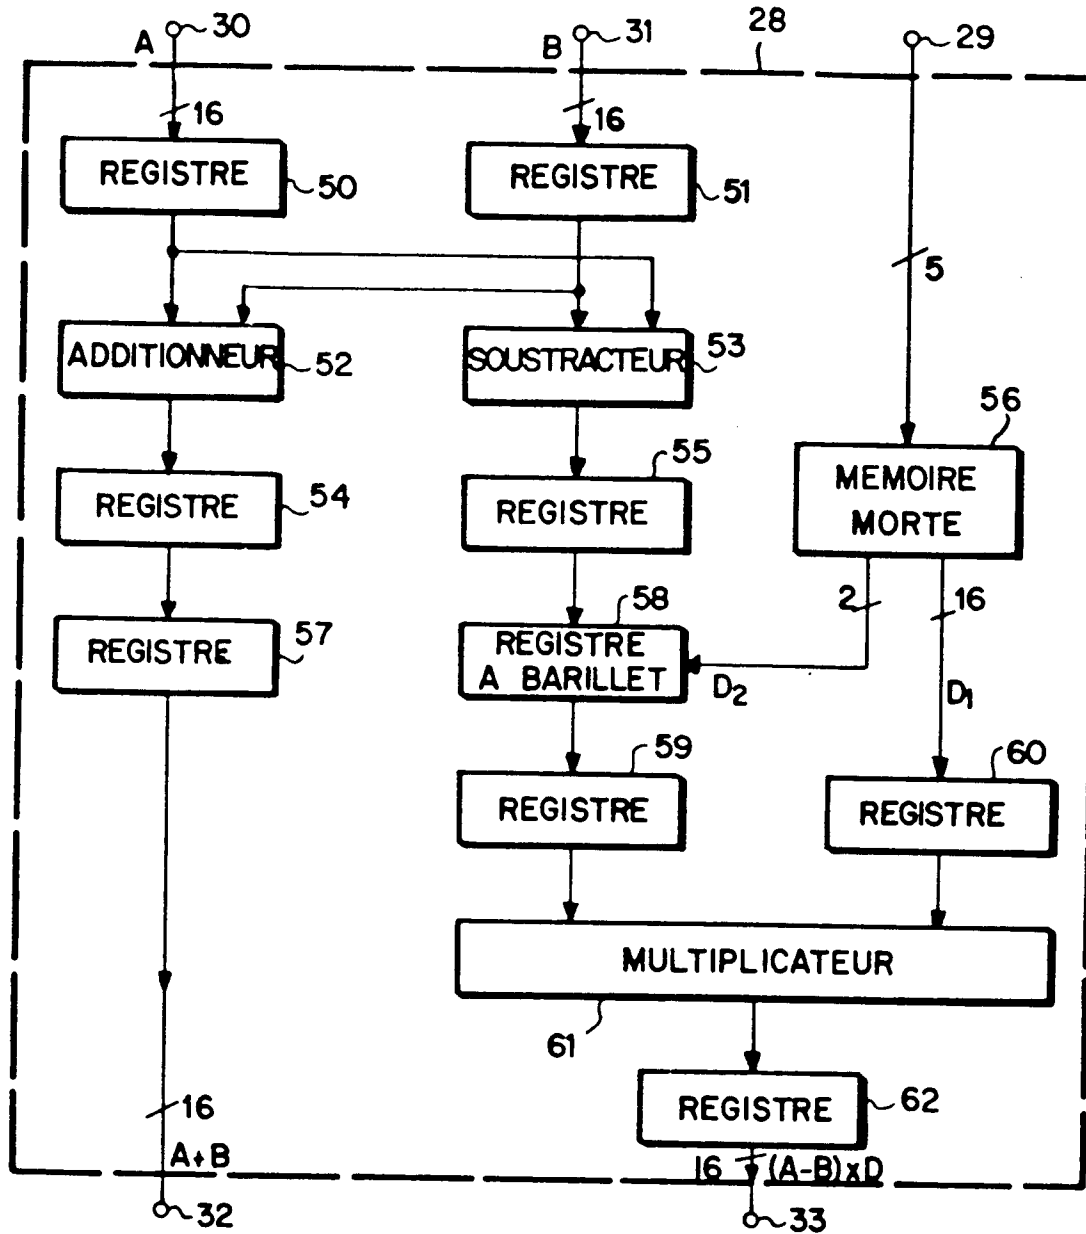 A 30
B 31
28
29
16
16
REGISTRE 50
REGISTRE 51
5
ADDITIONNEUR 52
SOUSTRACTEUR 53
56
MEMOIRE
MORTE
55
REGISTRE 54
REGISTRE
2
16
58
57
REGISTRE
REGISTRE
A BARILLET
D2
D1
59
REGISTRE
60
REGISTRE
MULTIPLICATEUR
61
REGISTRE 62
16
A+B
16 (A-B)xD
32
33